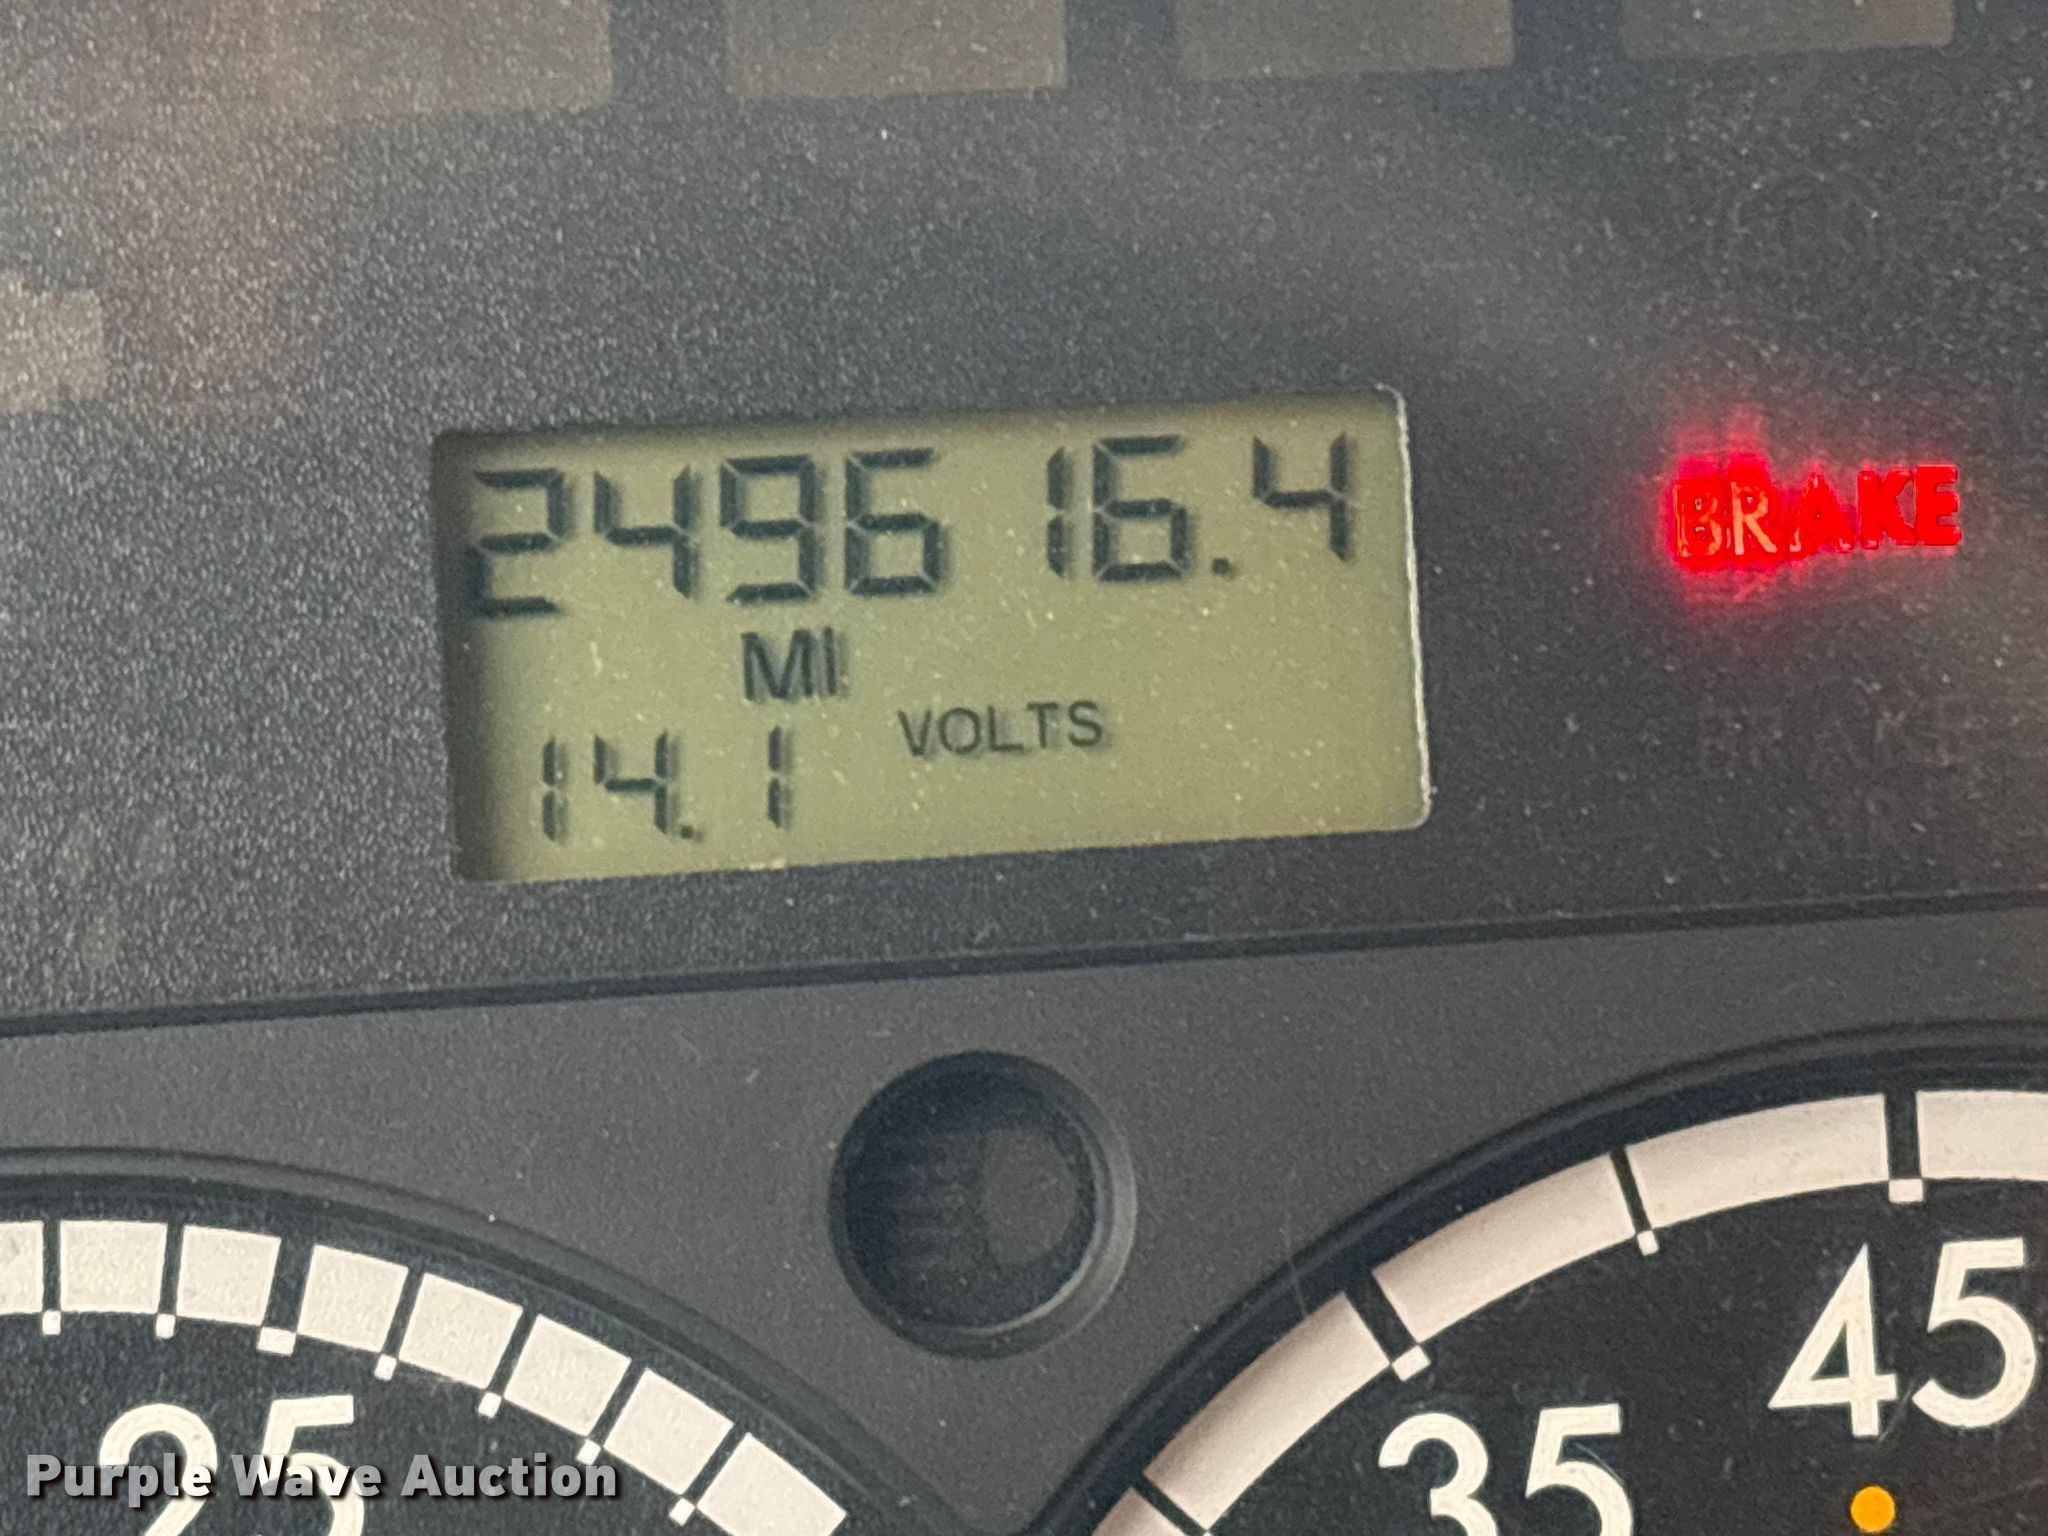 249616.4
MI
14.1 VOLTS
BRAKE
25
35
45
Purple Wave Auction